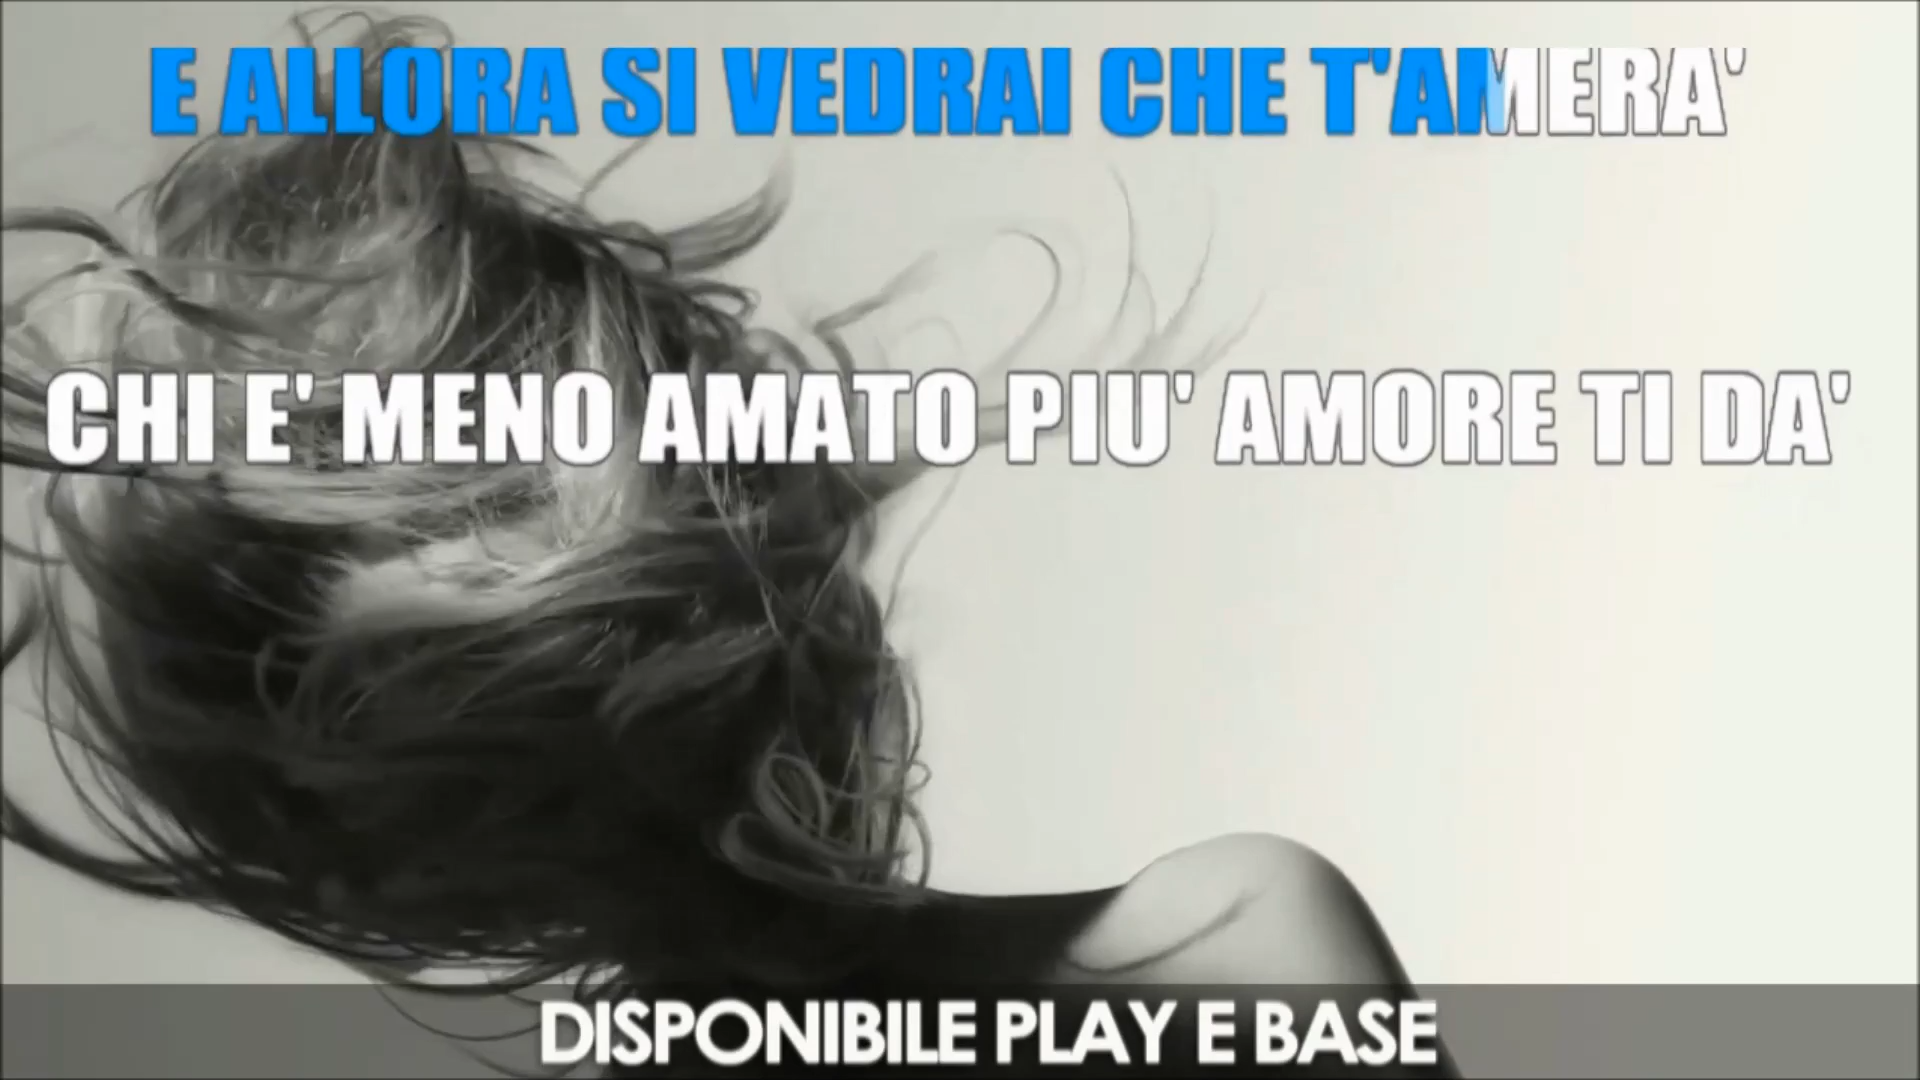 E ALLORA SI VEDRAI CHE T'AMERA'
CHI E' MENO AMATO PIU' AMORE TI DA'
DISPONIBILE PLAY E BASE